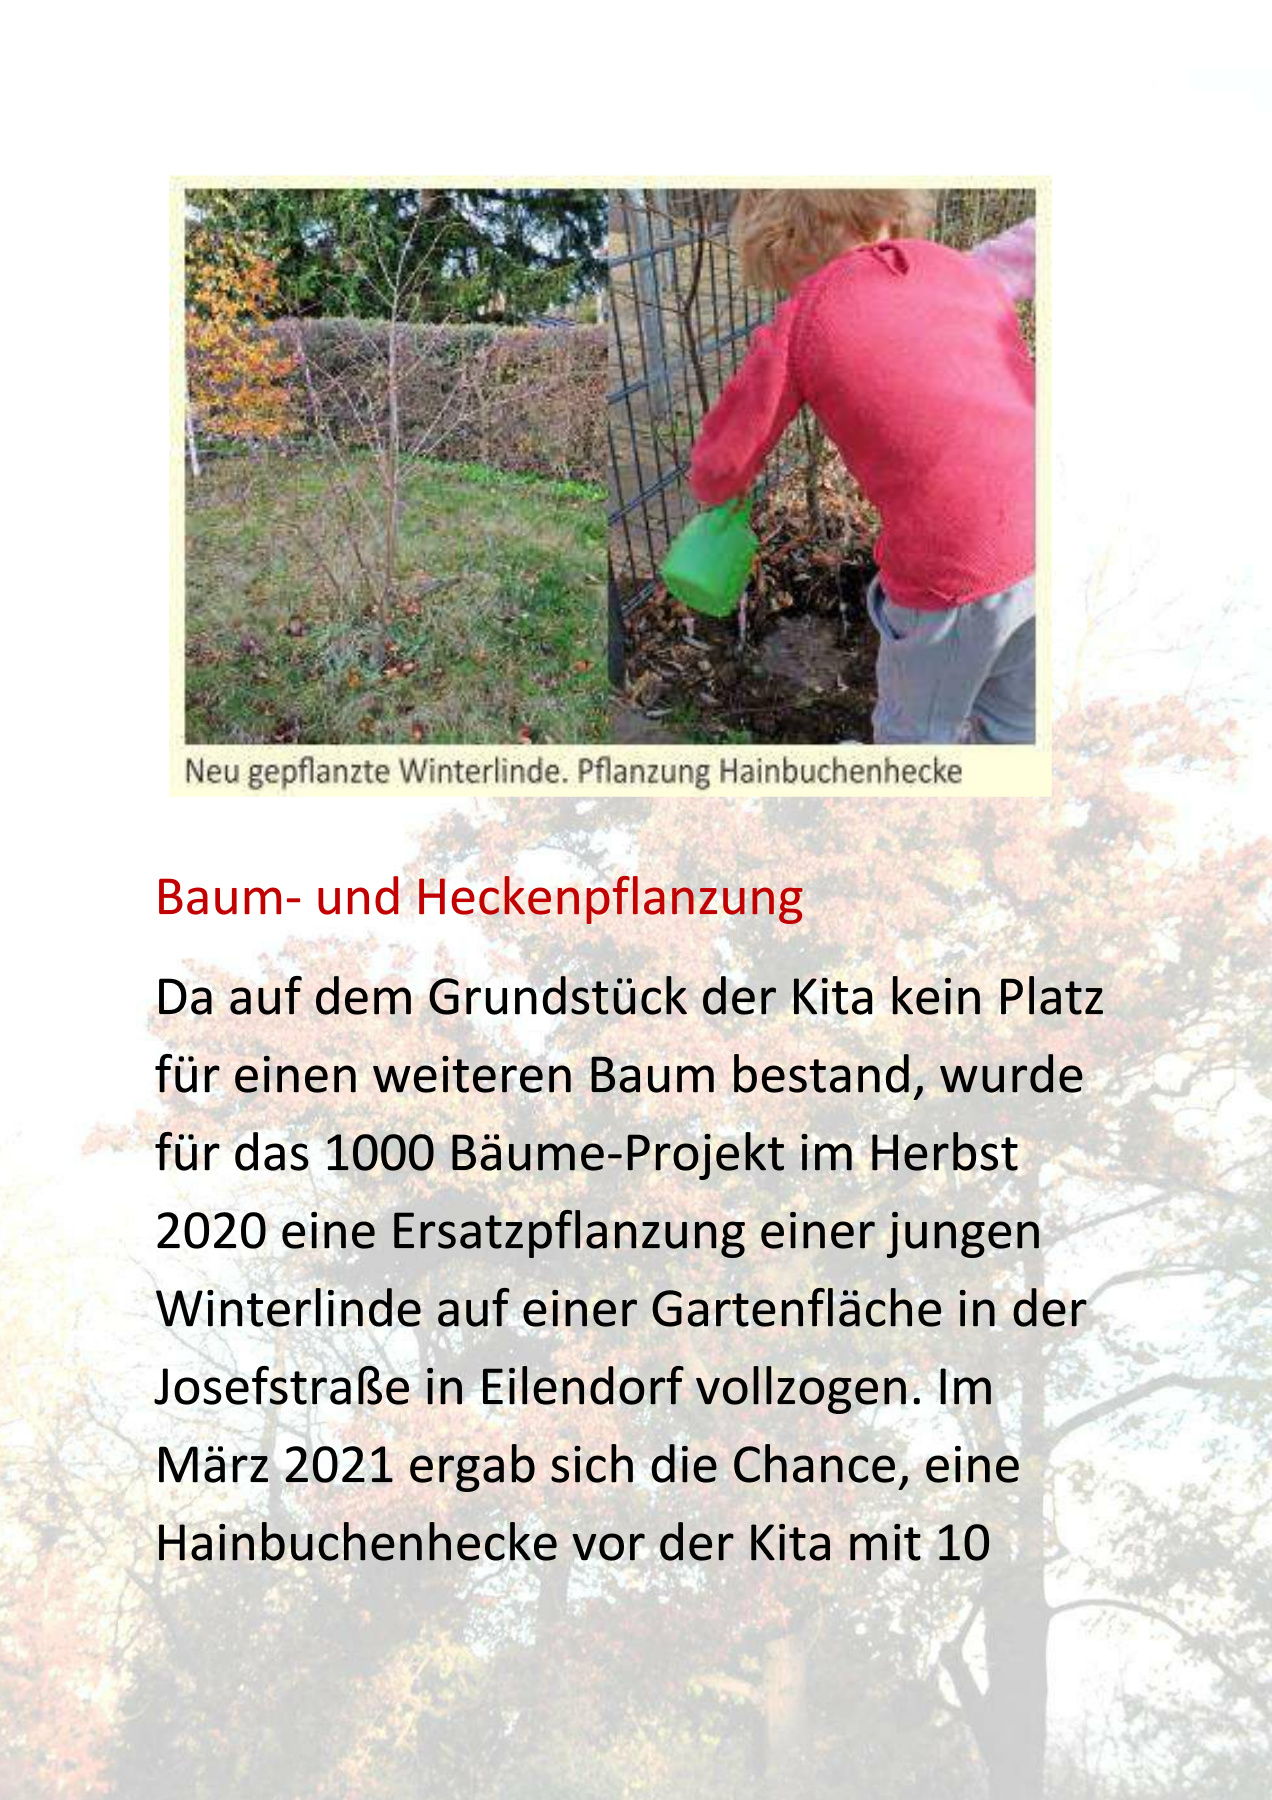 Neu gepflanzte Winterlinde. Pflanzung Hainbuchenhecke
Baum- und Heckenpflanzung
Da auf dem Grundstück der Kita kein Platz
für einen weiteren Baum bestand, wurde
für das 1000 Bäume-Projekt im Herbst
2020 eine Ersatzpflanzung einer jungen
Winterlinde auf einer Gartenfläche in der
Josefstraße in Eilendorf vollzogen. Im
März 2021 ergab sich die Chance, eine
Hainbuchenhecke vor der Kita mit 10